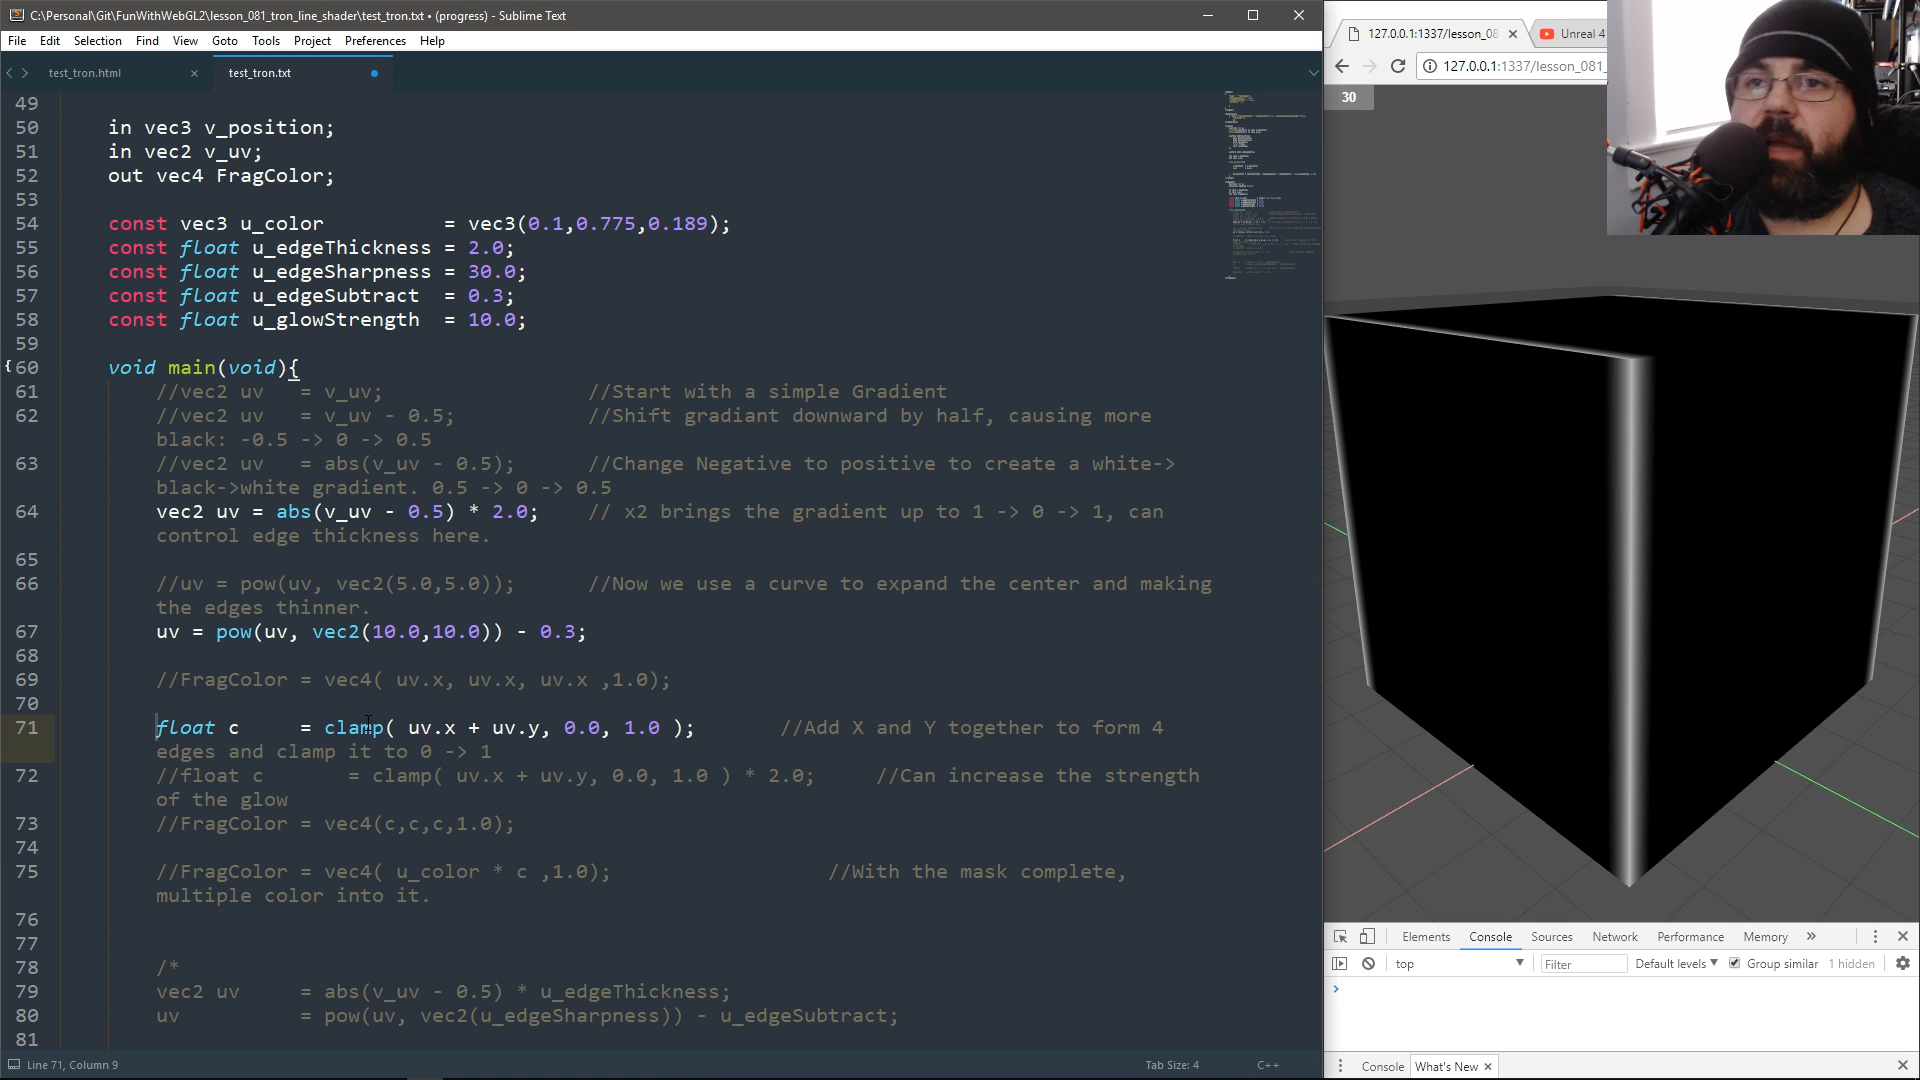 C:\Personal\Git\FunWithWebGL2\lesson_081_tron_line_shader\test_tron.txt • (progress) - Sublime Text
File Edit Selection Find View Goto Tools Project Preferences Help
test_tron.html ×
test_tron.txt
49
50 in vec3 v_position;
51 in vec2 v_uv;
52 out vec4 FragColor;
53
54 const vec3 u_color = vec3(0.1,0.775,0.189);
55 const float u_edgeThickness = 2.0;
56 const float u_edgeSharpness = 30.0;
57 const float u_edgeSubtract = 0.3;
58 const float u_glowStrength = 10.0;
59
{60 void main(void){
61 //vec2 uv = v_uv; //Start with a simple Gradient
62 //vec2 uv = v_uv - 0.5; //Shift gradiant downward by half, causing more
black: -0.5 -> 0 -> 0.5
63 //vec2 uv = abs(v_uv - 0.5); //Change Negative to positive to create a white->
black->white gradient. 0.5 -> 0 -> 0.5
64 vec2 uv = abs(v_uv - 0.5) * 2.0; // x2 brings the gradient up to 1 -> 0 -> 1, can
control edge thickness here.
65
66 //uv = pow(uv, vec2(5.0,5.0)); //Now we use a curve to expand the center and making
the edges thinner.
67 uv = pow(uv, vec2(10.0,10.0)) - 0.3;
68
69 //FragColor = vec4( uv.x, uv.x, uv.x ,1.0);
70
71 float c = clamp( uv.x + uv.y, 0.0, 1.0 ); //Add X and Y together to form 4
edges and clamp it to 0 -> 1
72 //float c = clamp( uv.x + uv.y, 0.0, 1.0 ) * 2.0; //Can increase the strength
of the glow
73 //FragColor = vec4(c,c,c,1.0);
74
75 //FragColor = vec4( u_color * c ,1.0); //With the mask complete,
multiple color into it.
76
77
78 /*
79 vec2 uv = abs(v_uv - 0.5) * u_edgeThickness;
80 uv = pow(uv, vec2(u_edgeSharpness)) - u_edgeSubtract;
81
Line 71, Column 9 Tab Size: 4 C++
127.0.0.1:1337/lesson_08 × Unreal 4
127.0.0.1:1337/lesson_081_
30
Elements Console Sources Network Performance Memory »
top Filter Default levels Group similar 1 hidden
Console What's New ×